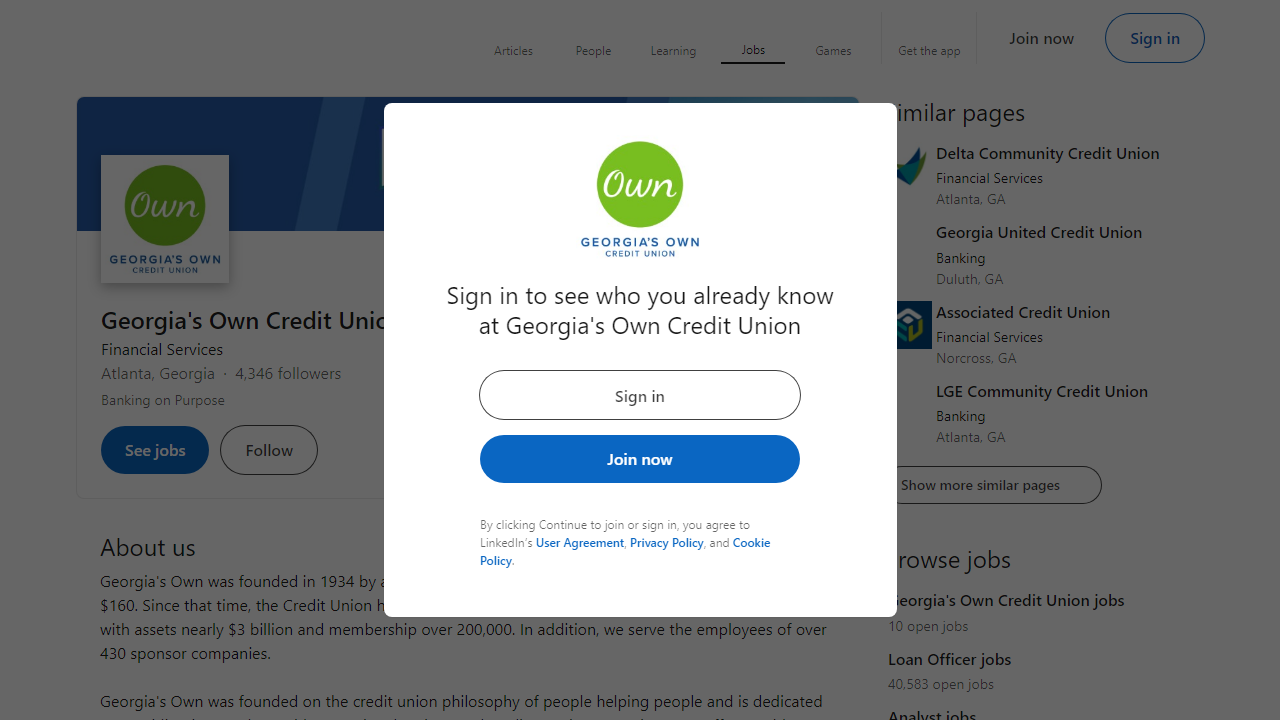 Articles
People
Learning
Jobs
Games
Get the app
Join now
Sign in
Own
GEORGIA'S OWN
CREDIT UNION
Georgia's Own Credit Unio
Financial Services
Atlanta, Georgia · 4,346 followers
Banking on Purpose
See jobs
Follow
About us
Georgia's Own was founded in 1934 by a
$160. Since that time, the Credit Union h
with assets nearly $3 billion and membership over 200,000. In addition, we serve the employees of over
430 sponsor companies.
Georgia's Own was founded on the credit union philosophy of people helping people and is dedicated
Own
GEORGIA'S OWN
CREDIT UNION
Sign in to see who you already know
at Georgia's Own Credit Union
Sign in
Join now
By clicking Continue to join or sign in, you agree to
LinkedIn's User Agreement, Privacy Policy, and Cookie
Policy.
imilar pages
Delta Community Credit Union
Financial Services
Atlanta, GA
Georgia United Credit Union
Banking
Duluth, GA
Associated Credit Union
Financial Services
Norcross, GA
LGE Community Credit Union
Banking
Atlanta, GA
Show more similar pages
rowse jobs
eorgia's Own Credit Union jobs
10 open jobs
Loan Officer jobs
40,583 open jobs
Analyst jobs